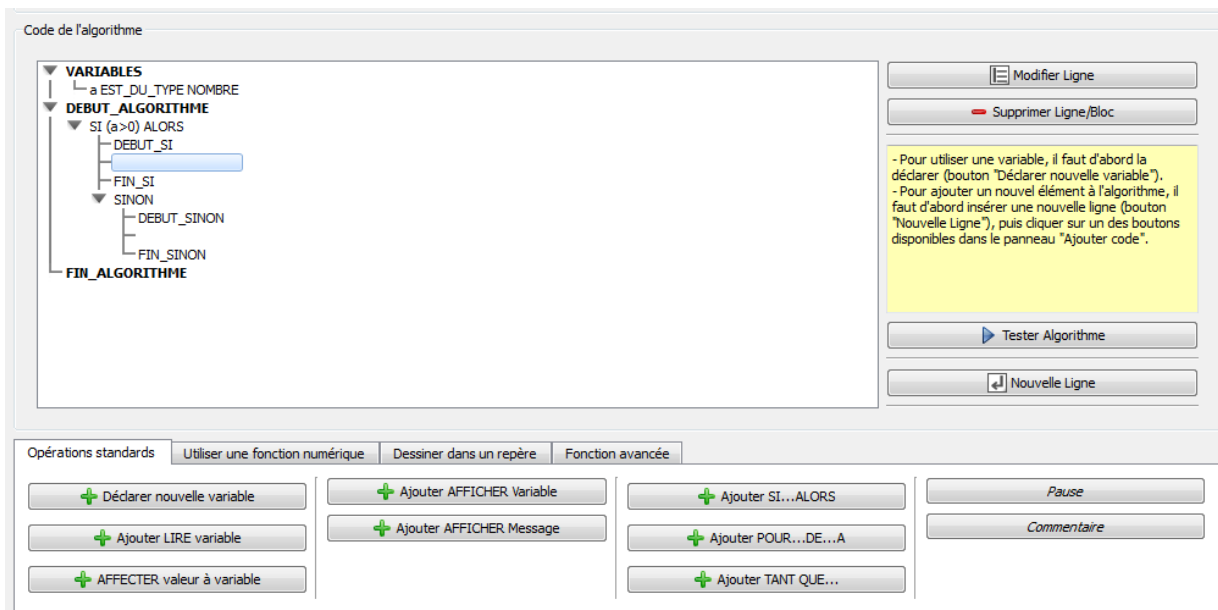 Code de l'algorithme
VARIABLES
a EST_DU_TYPE NOMBRE
DEBUT_ALGORITHME
SI (a>0) ALORS
DEBUT_SI
FIN_SI
SINON
DEBUT_SINON
FIN_SINON
FIN_ALGORITHME
Modifier Ligne
Supprimer Ligne/Bloc
- Pour utiliser une variable, il faut d'abord la
déclarer (bouton "Déclarer nouvelle variable").
- Pour ajouter un nouvel élément à l'algorithme, il
faut d'abord insérer une nouvelle ligne (bouton
"Nouvelle Ligne"), puis cliquer sur un des boutons
disponibles dans le panneau "Ajouter code".
Tester Algorithme
Nouvelle Ligne
Opérations standards
Utiliser une fonction numérique
Dessiner dans un repère
Fonction avancée
Déclarer nouvelle variable
Ajouter LIRE variable
AFFECTER valeur à variable
Ajouter AFFICHER Variable
Ajouter AFFICHER Message
Ajouter SI...ALORS
Ajouter POUR...DE...A
Ajouter TANT QUE...
Pause
Commentaire